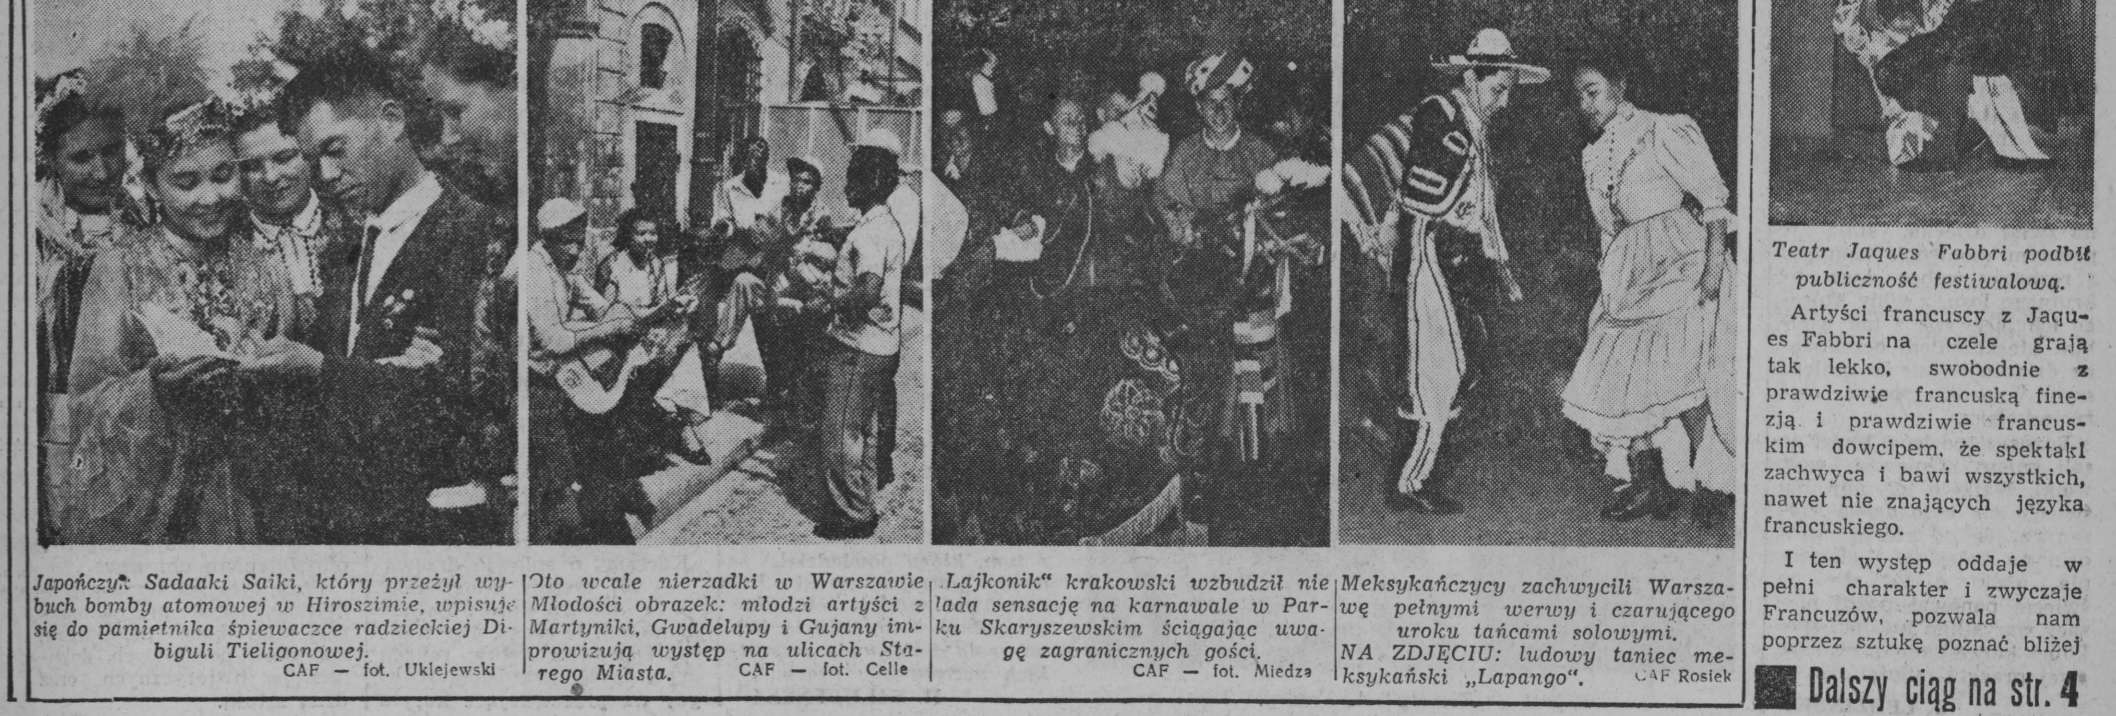 Japończyk Sadaaki Saiki, który przeżył wy-
buch bomby atomowej w Hiroszimie, wpisuje
się do pamiętnika śpiewaczce radzieckiej Di-
biguli Tieligonowej.
CAF — fot. Uklejewski
Oto wcale nierzadki w Warszawie
Młodości obrazek: młodzi artyści z
Martyniki, Gwadelupy i Gujany im-
prowizują występ na ulicach Sta-
rego Miasta. CAF — fot. Celle
Lajkonik“ krakowski wzbudził nie
lada sensację na karnawale w Par-
ku Skaryszewskim ściągając uwa-
gę zagranicznych gości.
CAF — fot. Miedza
Meksykańczycy zachwycili Warsza-
wę pełnymi werwy i czarującego
uroku tańcami solowymi.
NA ZDJĘCIU: ludowy taniec me-
ksykański „Lapango“. CAF Rosiek
Teatr Jaques Fabbri podbił
publiczność festiwalową.
Artyści francuscy z Jaqu-
es Fabbri na czele grają
tak lekko, swobodnie z
prawdziwie francuską fine-
zją i prawdziwie francus-
kim dowcipem, że spektakl
zachwyca i bawi wszystkich,
nawet nie znających języka
francuskiego.
I ten występ oddaje w
pełni charakter i zwyczaje
Francuzów, pozwala nam
poprzez sztukę poznać bliżej
Dalszy ciąg na str. 4